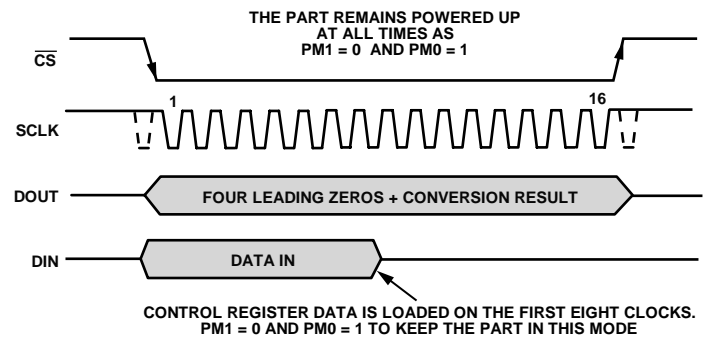 THE PART REMAINS POWERED UP
AT ALL TIMES AS
PM1 = 0 AND PM0 = 1
CS
1
16
SCLK
DOUT
FOUR LEADING ZEROS + CONVERSION RESULT
DIN
DATA IN
CONTROL REGISTER DATA IS LOADED ON THE FIRST EIGHT CLOCKS.
PM1 = 0 AND PM0 = 1 TO KEEP THE PART IN THIS MODE